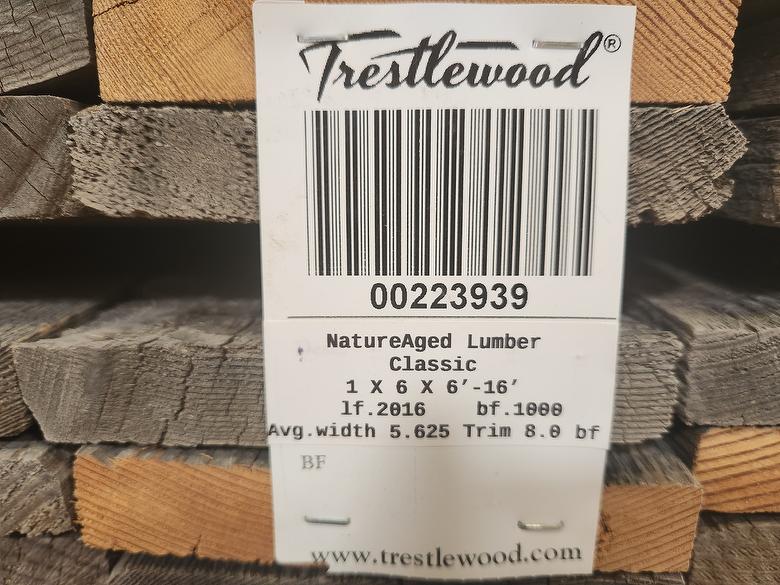 Trestlewood®
00223939
NatureAged Lumber
Classic
1 X 6 X 6'-16'
lf.2016 bf.1000
Avg.width 5.625 Trim 8.0 bf
BF
www.trestlewood.com